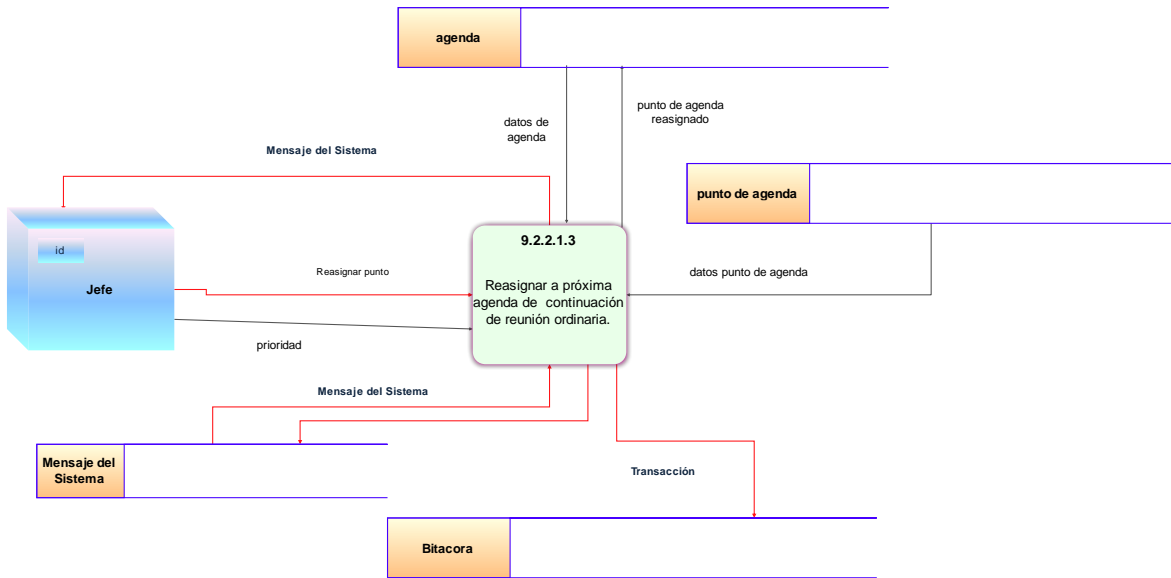 agenda
datos de
agenda
punto de agenda
reasignado
Mensaje del Sistema
punto de agenda
id
Jefe
9.2.2.1.3
Reasignar a próxima
agenda de continuación
de reunión ordinaria.
Reasignar punto
datos punto de agenda
prioridad
Mensaje del Sistema
Mensaje del
Sistema
Transacción
Bitacora